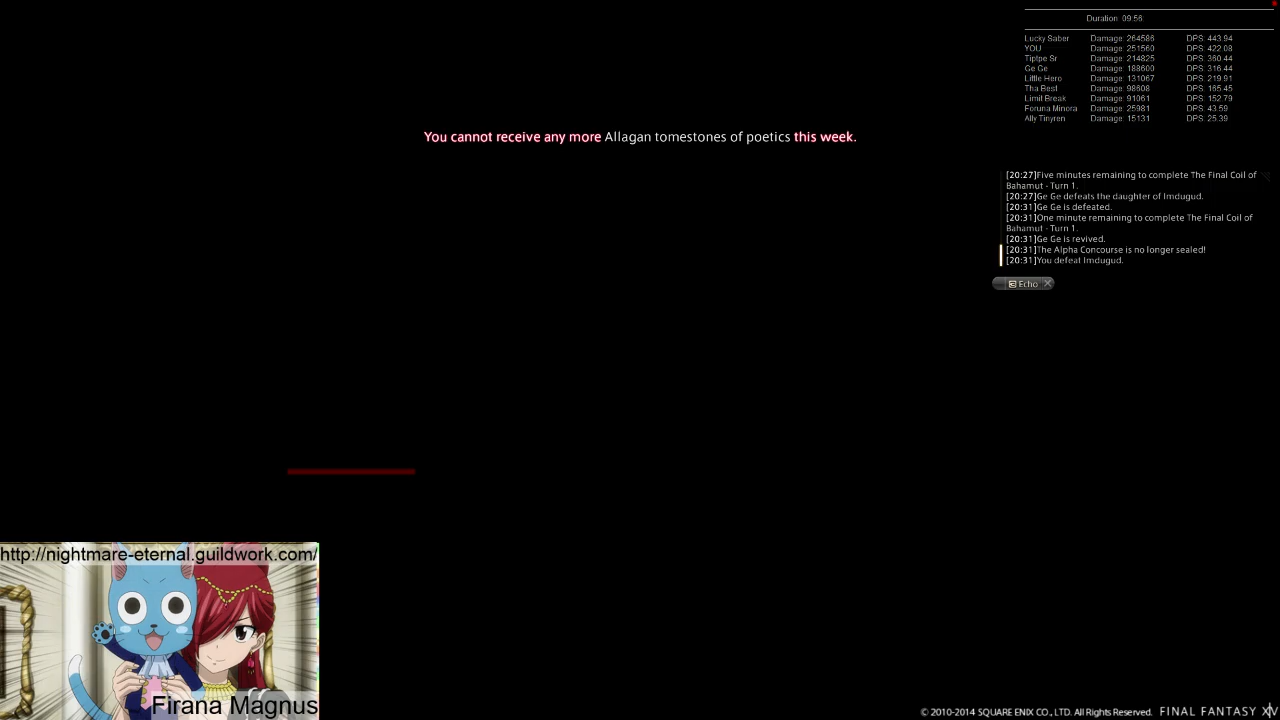 Duration: 09:56
Lucky Saber Damage: 264586 DPS: 443.94
YOU Damage: 251560 DPS: 422.08
Tiptpe Sr Damage: 214825 DPS: 360.44
Ge Ge Damage: 188600 DPS: 316.44
Little Hero Damage: 131067 DPS: 219.91
Tha Best Damage: 98608 DPS: 165.45
Limit Break Damage: 91061 DPS: 152.79
Foruna Minora Damage: 25981 DPS: 43.59
Ally Tinyren Damage: 15131 DPS: 25.39
You cannot receive any more Allagan tomestones of poetics this week.
[20:27]Five minutes remaining to complete The Final Coil of
Bahamut - Turn 1.
[20:27]Ge Ge defeats the daughter of Imdugud.
[20:31]Ge Ge is defeated.
[20:31]One minute remaining to complete The Final Coil of
Bahamut - Turn 1.
[20:31]Ge Ge is revived.
[20:31]The Alpha Concourse is no longer sealed!
[20:31]You defeat Imdugud.
Echo
http://nightmare-eternal.guildwork.com/
Firana Magnus
© 2010-2014 SQUARE ENIX CO., LTD. All Rights Reserved. FINAL FANTASY XIV